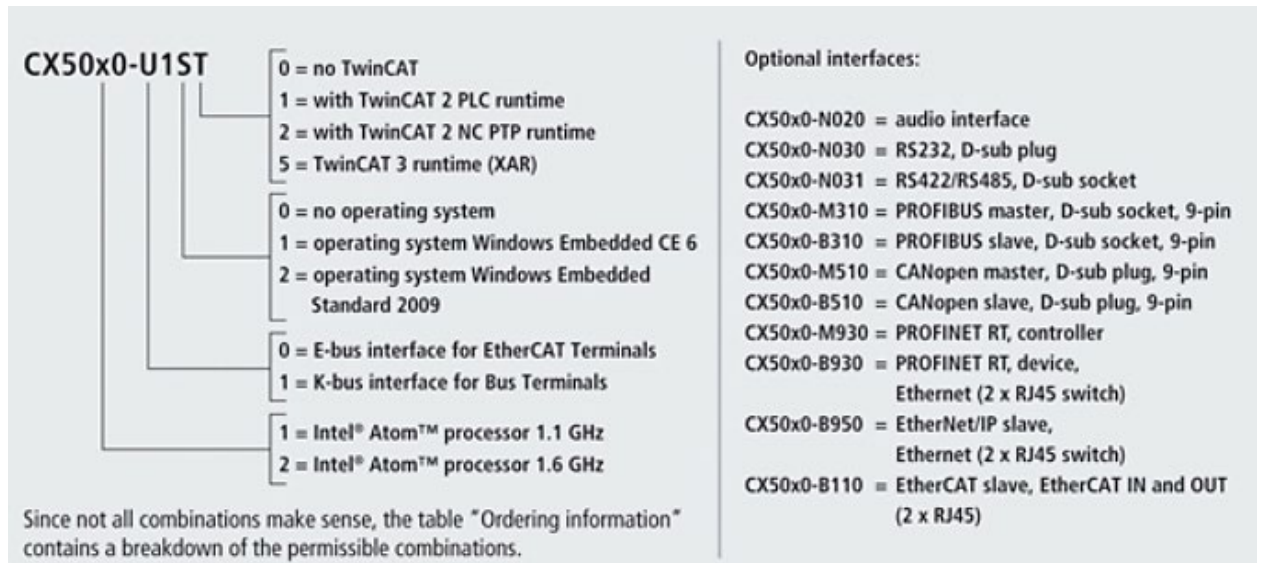 CX50x0-U1ST
0 = no TwinCAT
1 = with TwinCAT 2 PLC runtime
2 = with TwinCAT 2 NC PTP runtime
5 = TwinCAT 3 runtime (XAR)
0 = no operating system
1 = operating system Windows Embedded CE 6
2 = operating system Windows Embedded
Standard 2009
0 = E-bus interface for EtherCAT Terminals
1 = K-bus interface for Bus Terminals
1 = Intel® Atom™ processor 1.1 GHz
2 = Intel® Atom™ processor 1.6 GHz
Since not all combinations make sense, the table "Ordering information"
contains a breakdown of the permissible combinations.
Optional interfaces:
CX50x0-N020 = audio interface
CX50x0-N030 = RS232, D-sub plug
CX50x0-N031 = RS422/RS485, D-sub socket
CX50x0-M310 = PROFIBUS master, D-sub socket, 9-pin
CX50x0-B310 = PROFIBUS slave, D-sub socket, 9-pin
CX50x0-M510 = CANopen master, D-sub plug, 9-pin
CX50x0-B510 = CANopen slave, D-sub plug, 9-pin
CX50x0-M930 = PROFINET RT, controller
CX50x0-B930 = PROFINET RT, device,
Ethernet (2 x RJ45 switch)
CX50x0-B950 = EtherNet/IP slave,
Ethernet (2 x RJ45 switch)
CX50x0-B110 = EtherCAT slave, EtherCAT IN and OUT
(2 x RJ45)